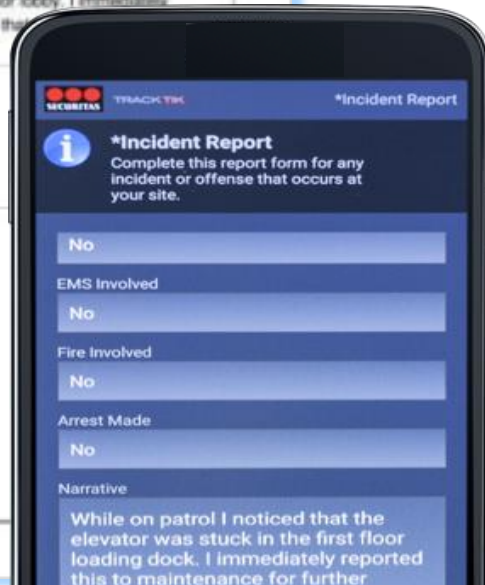 SECURITAS TRACKTIK *Incident Report
*Incident Report
Complete this report form for any
incident or offense that occurs at
your site.
No
EMS Involved
No
Fire Involved
No
Arrest Made
No
Narrative
While on patrol I noticed that the
elevator was stuck in the first floor
loading dock. I immediately reported
this to maintenance for further